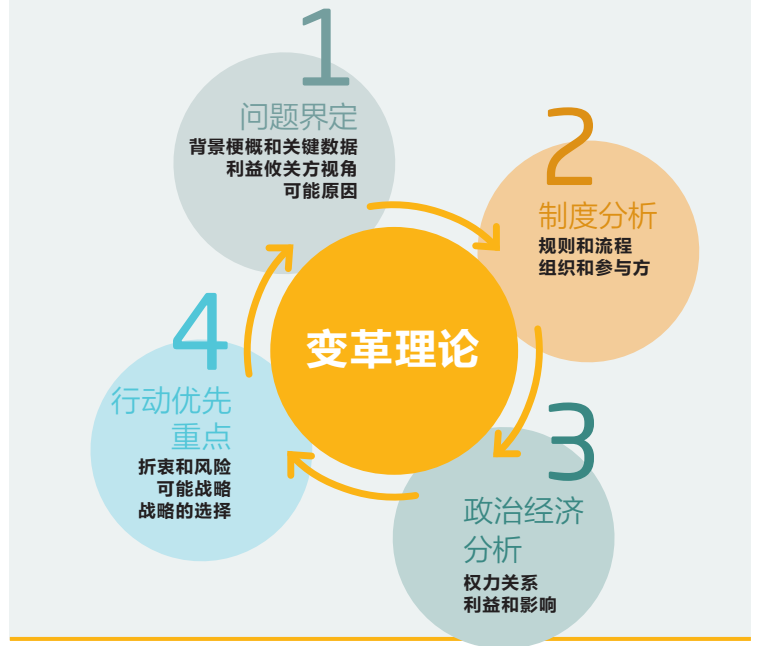 1
问题界定
背景梗概和关键数据
利益攸关方视角
可能原因
2
制度分析
规则和流程
组织和参与方
变革理论
3
政治经济
分析
权力关系
利益和影响
4
行动优先
重点
折衷和风险
可能战略
战略的选择